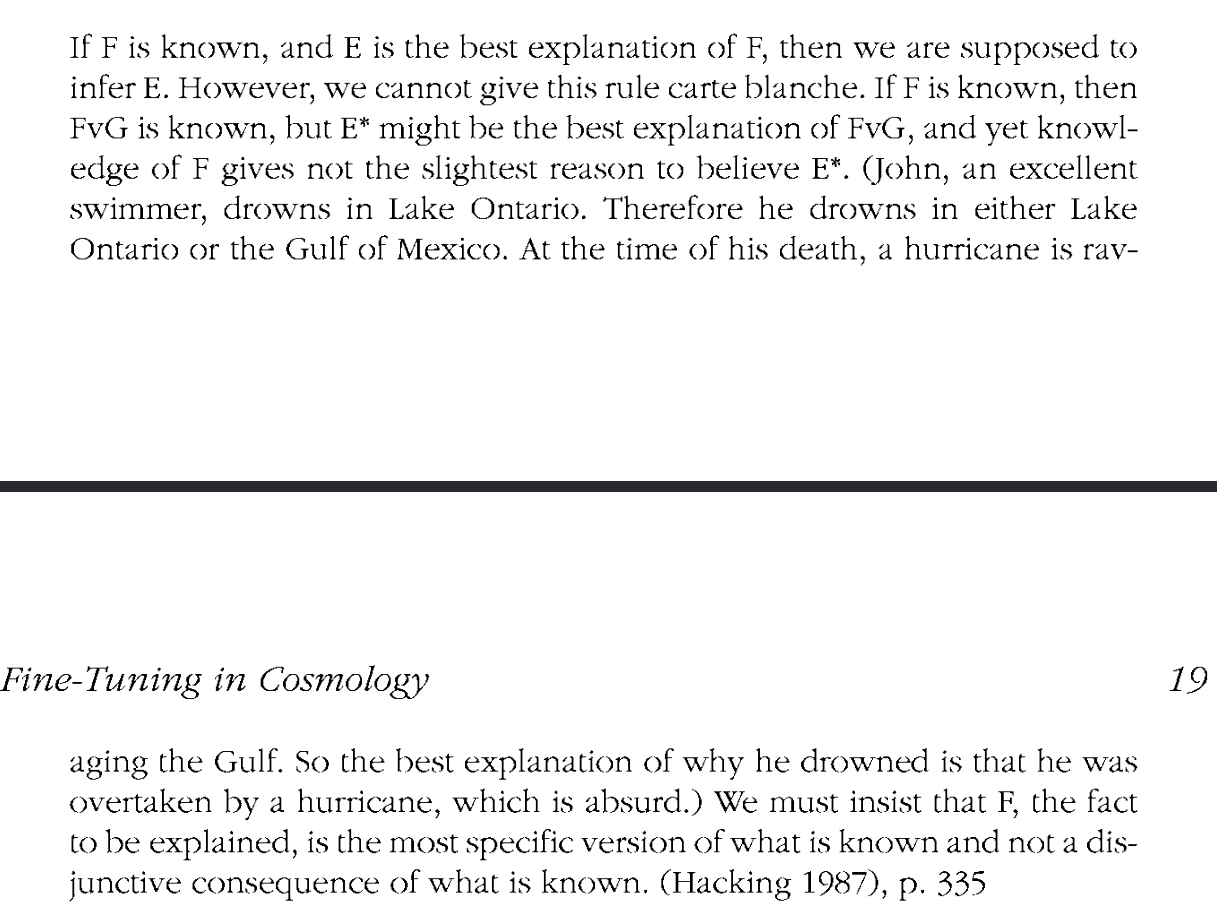 If F is known, and E is the best explanation of F, then we are supposed to
infer E. However, we cannot give this rule carte blanche. If F is known, then
FvG is known, but E* might be the best explanation of FvG, and yet knowl-
edge of F gives not the slightest reason to believe E*. (John, an excellent
swimmer, drowns in Lake Ontario. Therefore he drowns in either Lake
Ontario or the Gulf of Mexico. At the time of his death, a hurricane is rav-
Fine-Tuning in Cosmology 19
aging the Gulf. So the best explanation of why he drowned is that he was
overtaken by a hurricane, which is absurd.) We must insist that F, the fact
to be explained, is the most specific version of what is known and not a dis-
junctive consequence of what is known. (Hacking 1987), p. 335